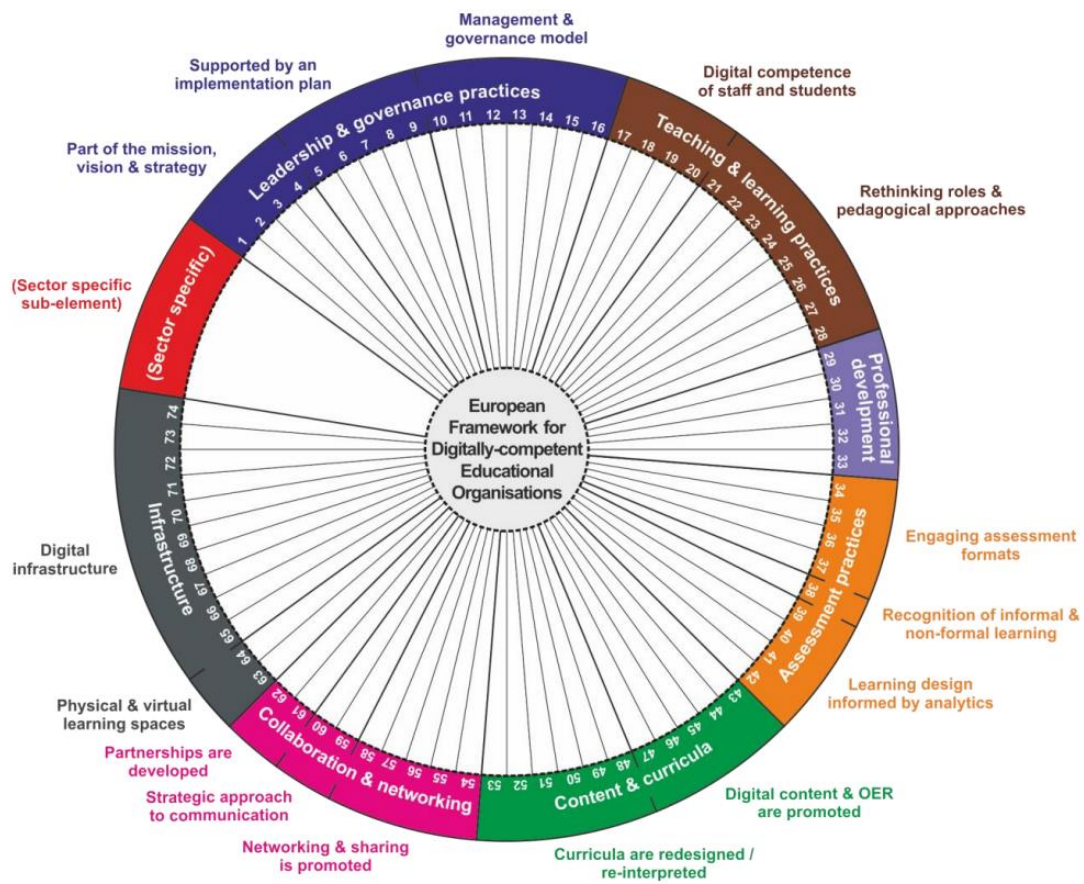 Management &
governance model
Supported by an
implementation plan
Digital competence
of staff and students
Part of the mission,
vision & strategy
Rethinking roles &
pedagogical approaches
(Sector specific
sub-element)
Engaging assessment
formats
Recognition of informal &
non-formal learning
Learning design
informed by analytics
Digital content & OER
are promoted
Curricula are redesigned /
re-interpreted
Networking & sharing
is promoted
Strategic approach
to communication
Partnerships are
developed
Physical & virtual
learning spaces
Digital
infrastructure
Leadership & governance practices
Teaching & learning practices
Professional
develpment
Assessment practices
Content & curricula
Collaboration & networking
Infrastructure
(Sector specific)
1 2 3 4 5 6 7 8 9 10 11 12 13 14 15 16
17 18 19 20 21 22 23 24 25 26 27 28
29 30 31 32 33
34 35 36 37 38 39 40 41 42
43 44 45 46 47 48 49 50 51 52 53
54 55 56 57 58 59 60 61 62
63 64 65 66 67 68 69 70 71 72 73 74
European
Framework for
Digitally-competent
Educational
Organisations